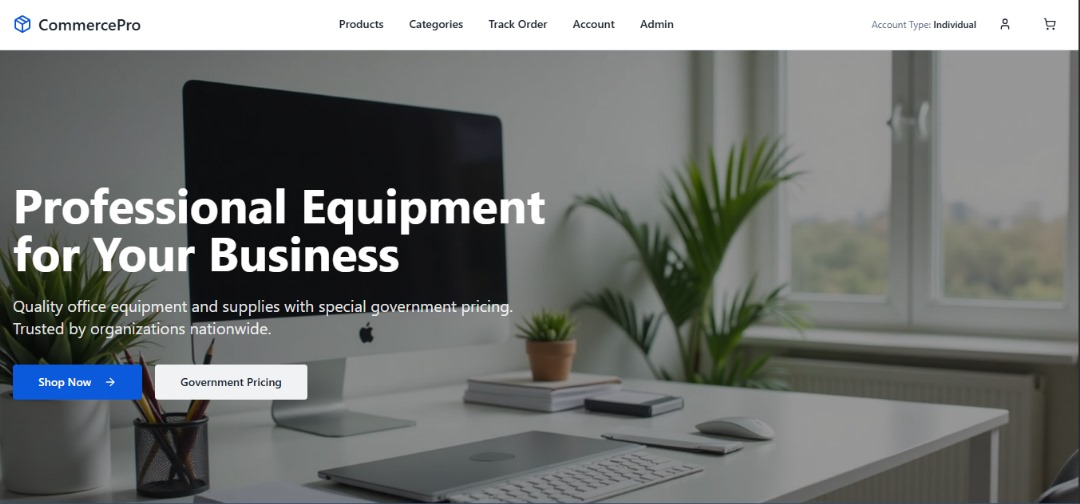 CommercePro
Products Categories Track Order Account Admin
Account Type: Individual
Professional Equipment
for Your Business
Quality office equipment and supplies with special government pricing.
Trusted by organizations nationwide.
Shop Now
Government Pricing